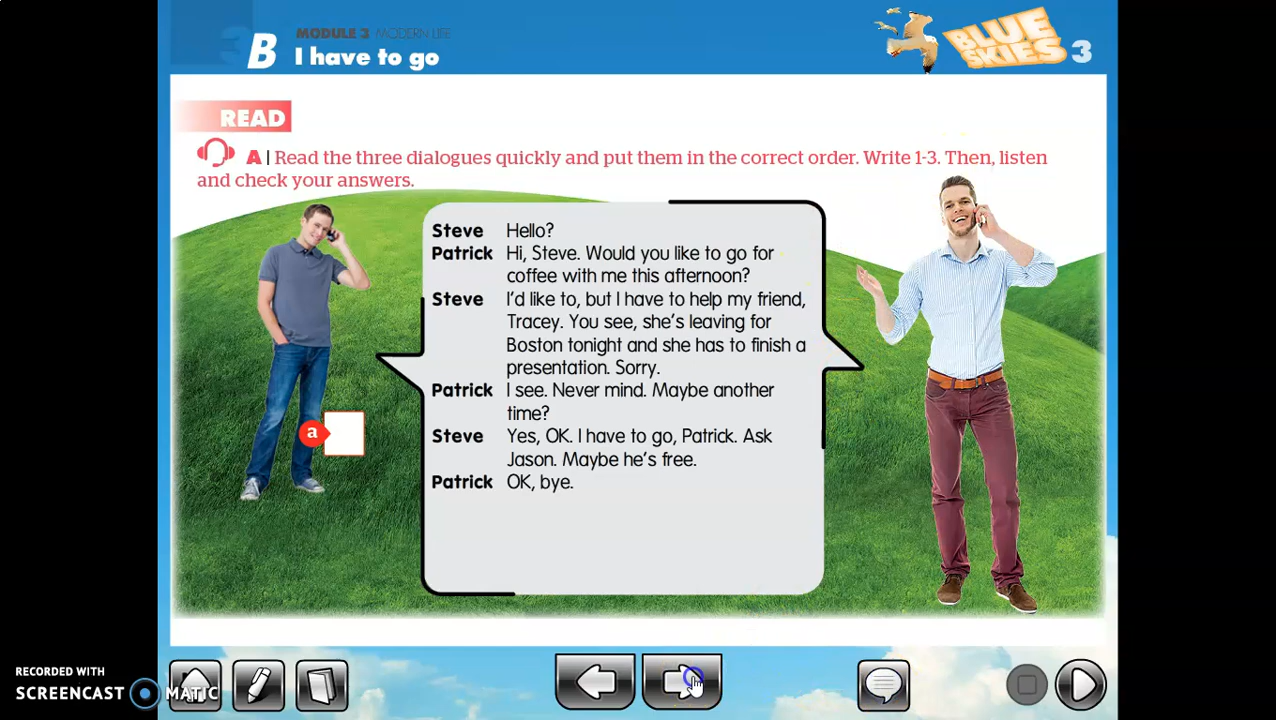 3B
MODULE 3 MODERN LIFE
I have to go
BLUE
SKIES 3
READ
A | Read the three dialogues quickly and put them in the correct order. Write 1-3. Then, listen
and check your answers.
Steve Hello?
Patrick Hi, Steve. Would you like to go for
coffee with me this afternoon?
Steve I'd like to, but I have to help my friend,
Tracey. You see, she's leaving for
Boston tonight and she has to finish a
presentation. Sorry.
Patrick I see. Never mind. Maybe another
time?
Steve Yes, OK. I have to go, Patrick. Ask
Jason. Maybe he's free.
Patrick OK, bye.
a
RECORDED WITH
SCREENCAST MATIC